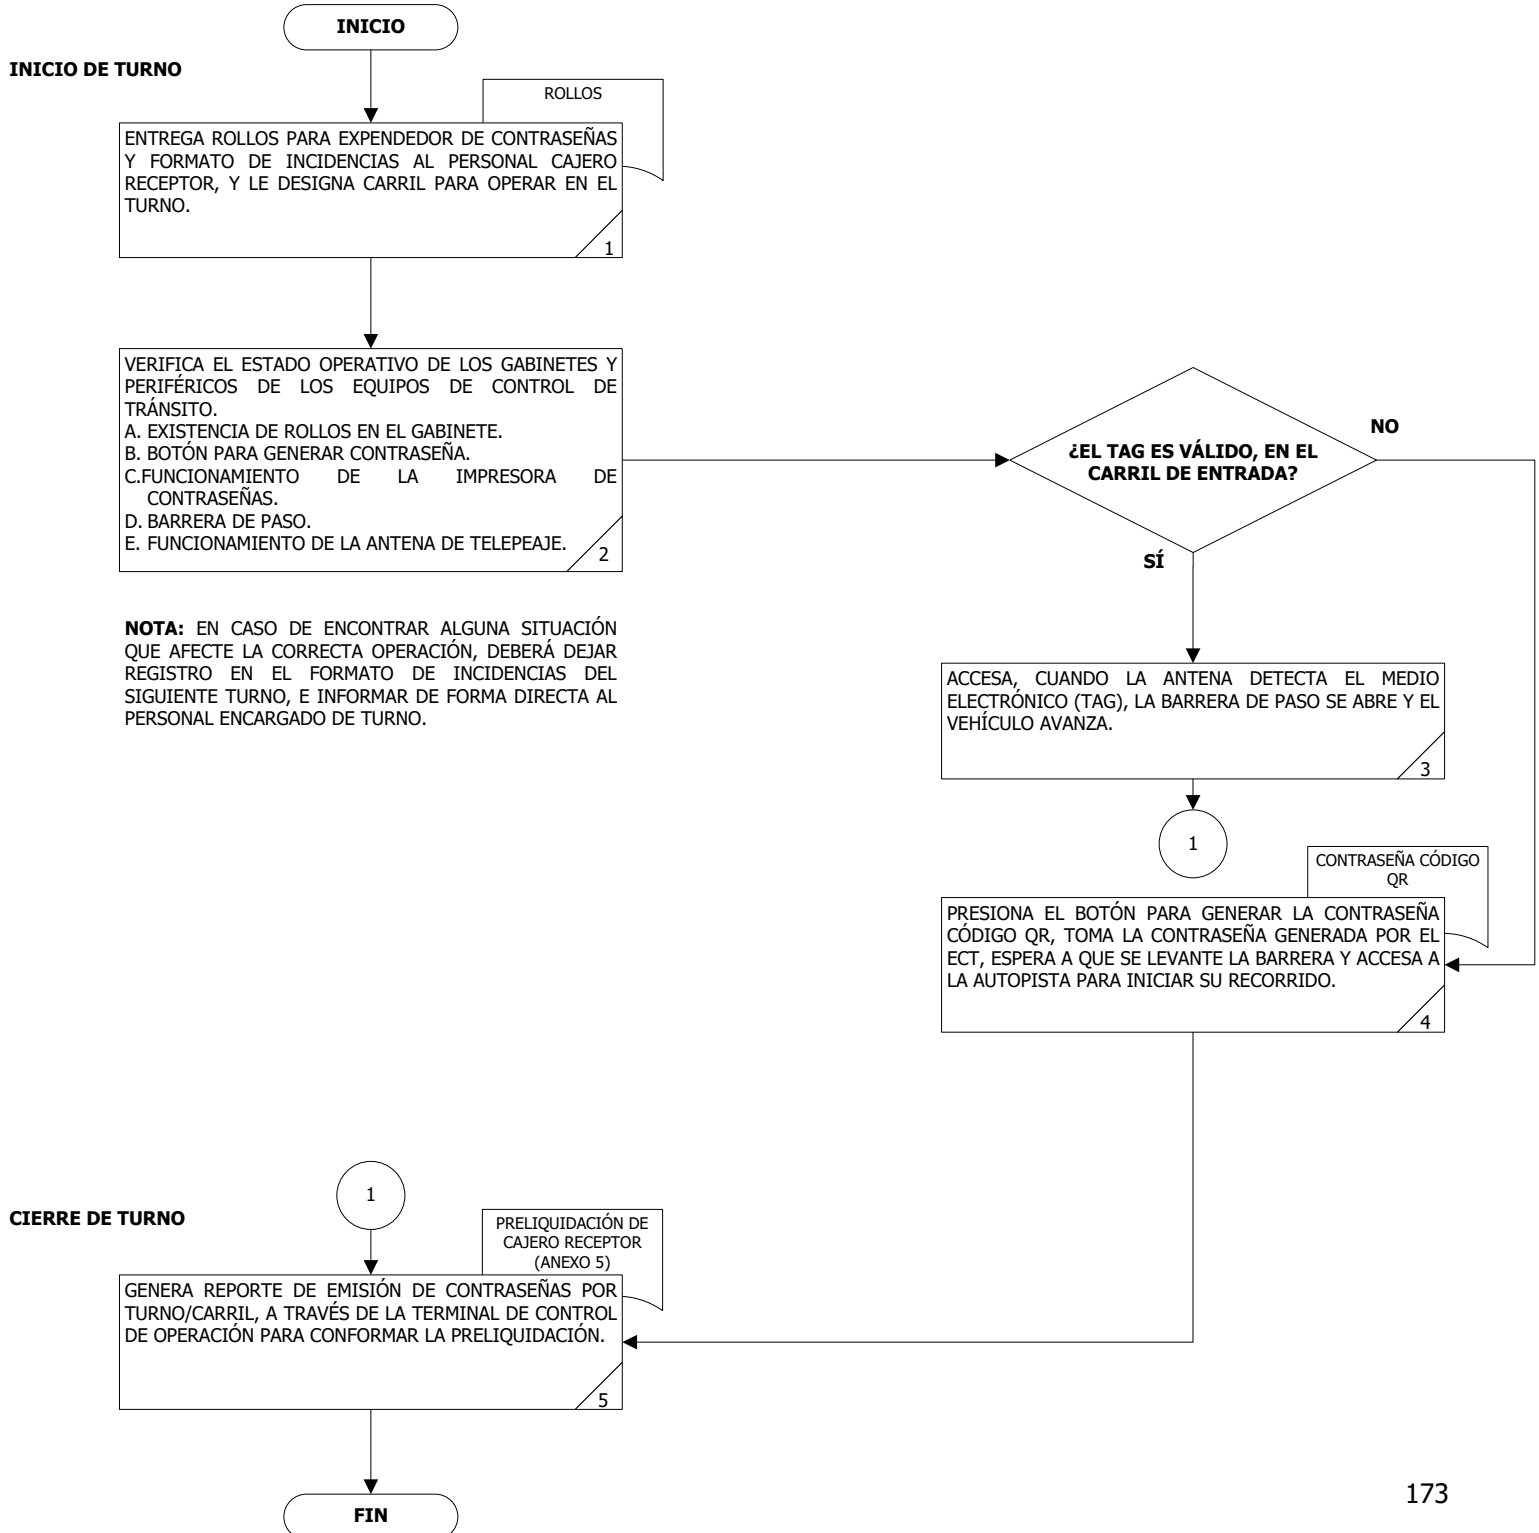 INICIO
INICIO DE TURNO
ROLLOS
ENTREGA ROLLOS PARA EXPENDEDOR DE CONTRASEÑAS
Y FORMATO DE INCIDENCIAS AL PERSONAL CAJERO
RECEPTOR, Y LE DESIGNA CARRIL PARA OPERAR EN EL
TURNO.
1
VERIFICA EL ESTADO OPERATIVO DE LOS GABINETES Y
PERIFÉRICOS DE LOS EQUIPOS DE CONTROL DE
TRÁNSITO.
A. EXISTENCIA DE ROLLOS EN EL GABINETE.
B. BOTÓN PARA GENERAR CONTRASEÑA.
C.FUNCIONAMIENTO DE LA IMPRESORA DE
CONTRASEÑAS.
D. BARRERA DE PASO.
E. FUNCIONAMIENTO DE LA ANTENA DE TELEPEAJE.
2
NOTA: EN CASO DE ENCONTRAR ALGUNA SITUACIÓN
QUE AFECTE LA CORRECTA OPERACIÓN, DEBERÁ DEJAR
REGISTRO EN EL FORMATO DE INCIDENCIAS DEL
SIGUIENTE TURNO, E INFORMAR DE FORMA DIRECTA AL
PERSONAL ENCARGADO DE TURNO.
¿EL TAG ES VÁLIDO, EN EL
CARRIL DE ENTRADA?
NO
SÍ
ACCESA, CUANDO LA ANTENA DETECTA EL MEDIO
ELECTRÓNICO (TAG), LA BARRERA DE PASO SE ABRE Y EL
VEHÍCULO AVANZA.
3
1
CONTRASEÑA CÓDIGO
QR
PRESIONA EL BOTÓN PARA GENERAR LA CONTRASEÑA
CÓDIGO QR, TOMA LA CONTRASEÑA GENERADA POR EL
ECT, ESPERA A QUE SE LEVANTE LA BARRERA Y ACCESA A
LA AUTOPISTA PARA INICIAR SU RECORRIDO.
4
1
CIERRE DE TURNO
PRELIQUIDACIÓN DE
CAJERO RECEPTOR
(ANEXO 5)
GENERA REPORTE DE EMISIÓN DE CONTRASEÑAS POR
TURNO/CARRIL, A TRAVÉS DE LA TERMINAL DE CONTROL
DE OPERACIÓN PARA CONFORMAR LA PRELIQUIDACIÓN.
5
FIN
173